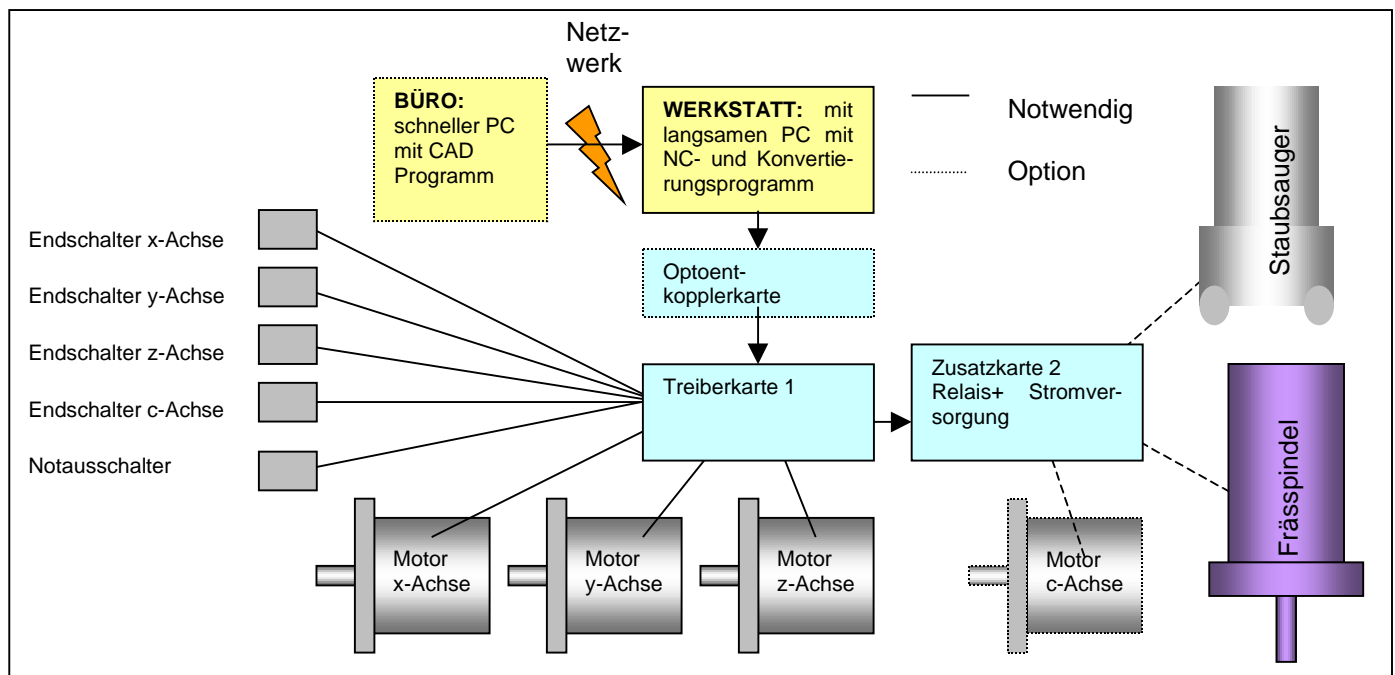 Netz-
werk
BÜRO:
schneller PC
mit CAD
Programm
WERKSTATT: mit
langsamen PC mit
NC- und Konvertie-
rungsprogramm
Notwendig
Option
Staubsauger
Endschalter x-Achse
Endschalter y-Achse
Endschalter z-Achse
Endschalter c-Achse
Notausschalter
Optoent-
kopplerkarte
Treiberkarte 1
Zusatzkarte 2
Relais+ Stromver-
sorgung
Motor
x-Achse
Motor
y-Achse
Motor
z-Achse
Motor
c-Achse
Frässpindel